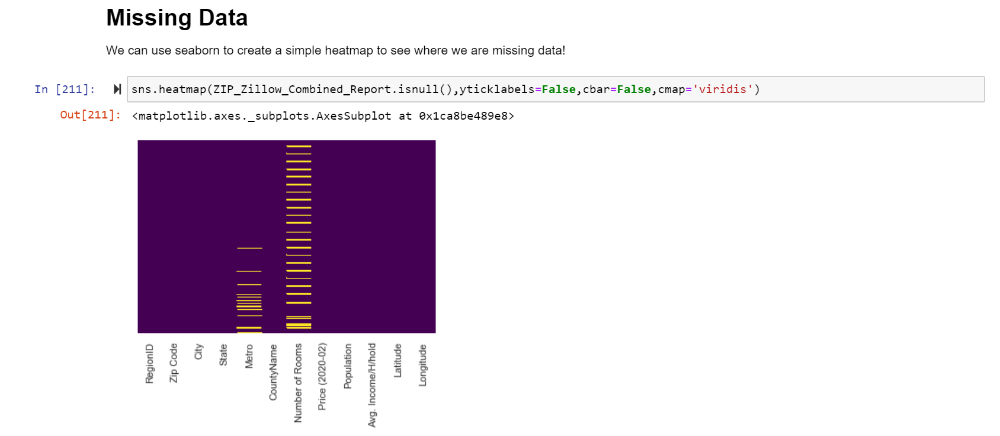 Missing Data
We can use seaborn to create a simple heatmap to see where we are missing data!
In [211]: sns.heatmap(ZIP_Zillow_Combined_Report.isnull(),yticklabels=False,cbar=False,cmap='viridis')
Out[211]: <matplotlib.axes._subplots.AxesSubplot at 0x1ca8be489e8>
RegionID
Zip Code
City
State
Metro
CountyName
Number of Rooms
Price (2020-02)
Population
Avg. Income/H/hold
Latitude
Longitude